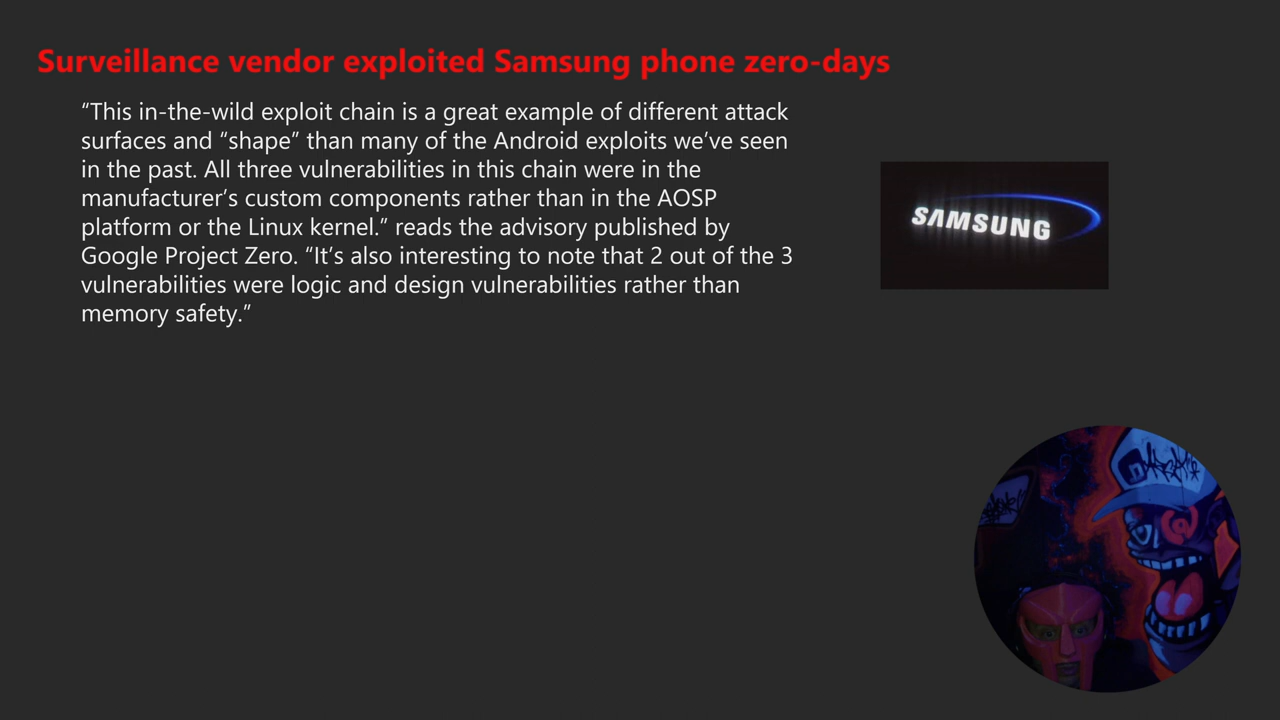 Surveillance vendor exploited Samsung phone zero-days
“This in-the-wild exploit chain is a great example of different attack
surfaces and “shape” than many of the Android exploits we’ve seen
in the past. All three vulnerabilities in this chain were in the
manufacturer’s custom components rather than in the AOSP
platform or the Linux kernel.” reads the advisory published by
Google Project Zero. “It’s also interesting to note that 2 out of the 3
vulnerabilities were logic and design vulnerabilities rather than
memory safety.”
SAMSUNG